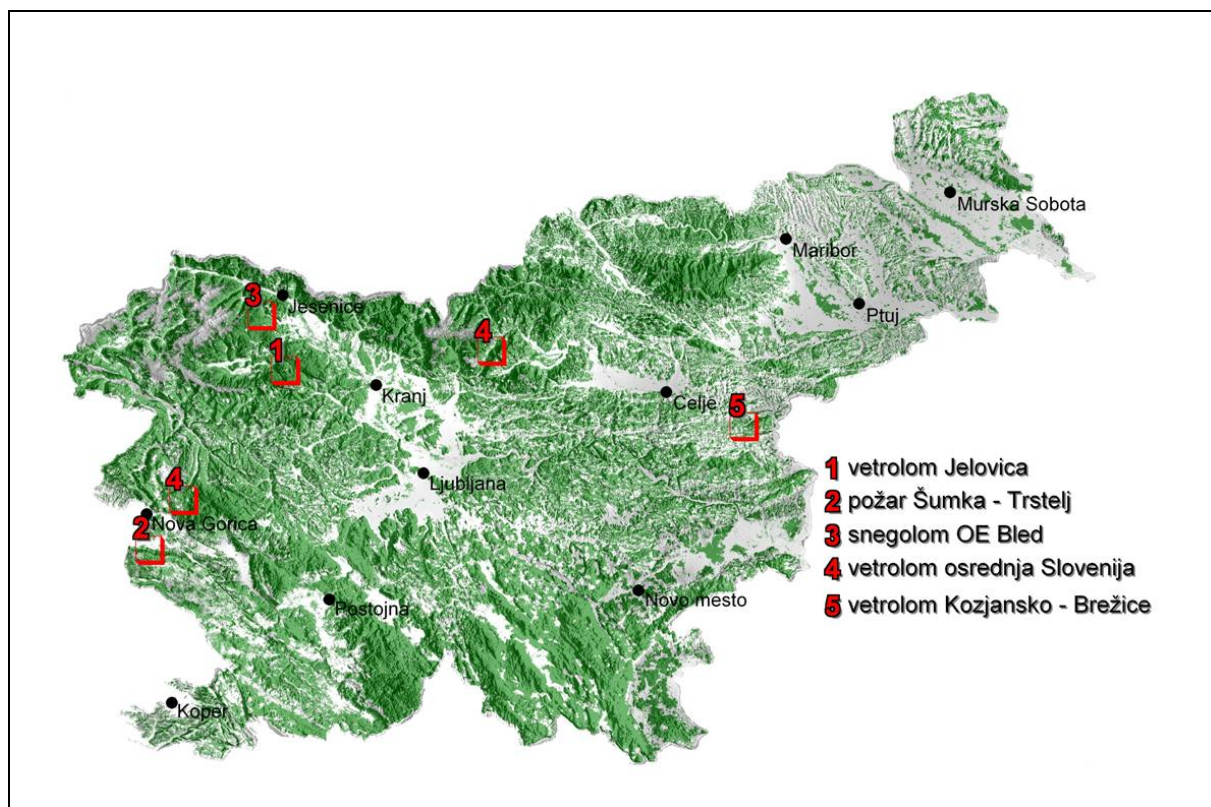 Murska Sobota
Maribor
Ptuj
3
Jesenice
4
1
Kranj
Celje
5
Ljubljana
4
Nova Gorica
2
Postojna
Novo mesto
Koper
1 vetrolom Jelovica
2 požar Šumka - Trstelj
3 snegolom OE Bled
4 vetrolom osrednja Slovenija
5 vetrolom Kozjansko - Brežice